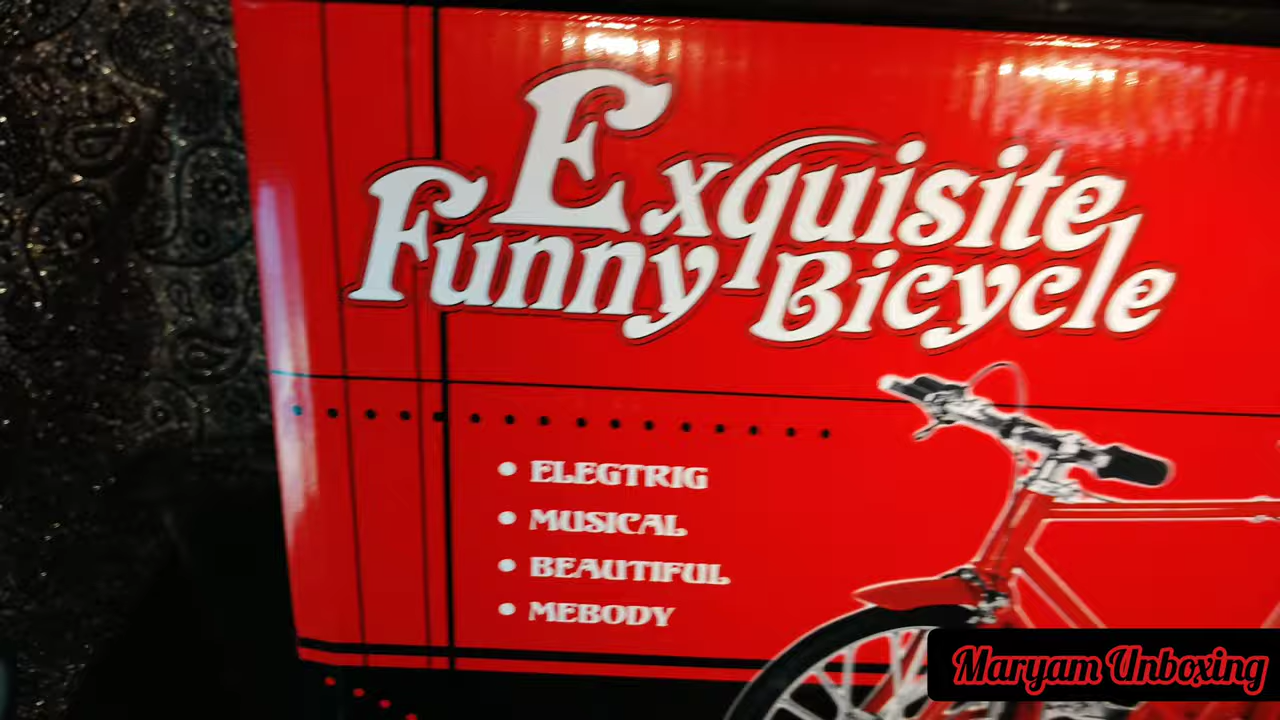 Exquisite
Funny Bicycle
• ELEGTRIG
• MUSICAL
• BEAUTIFUL
• MEBODY
Maryam Unboxing